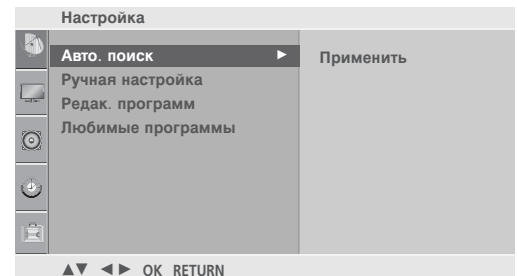 Настройка
Авто. поиск ►
Применить
Ручная настройка
Редак. программ
Любимые программы
▲▼ ◄► OK RETURN